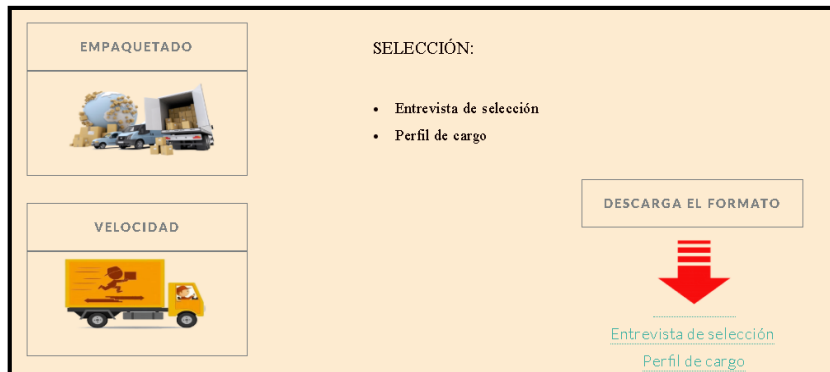 EMPAQUETADO
VELOCIDAD
SELECCIÓN:
• Entrevista de selección
• Perfil de cargo
DESCARGA EL FORMATO
Entrevista de selección
Perfil de cargo